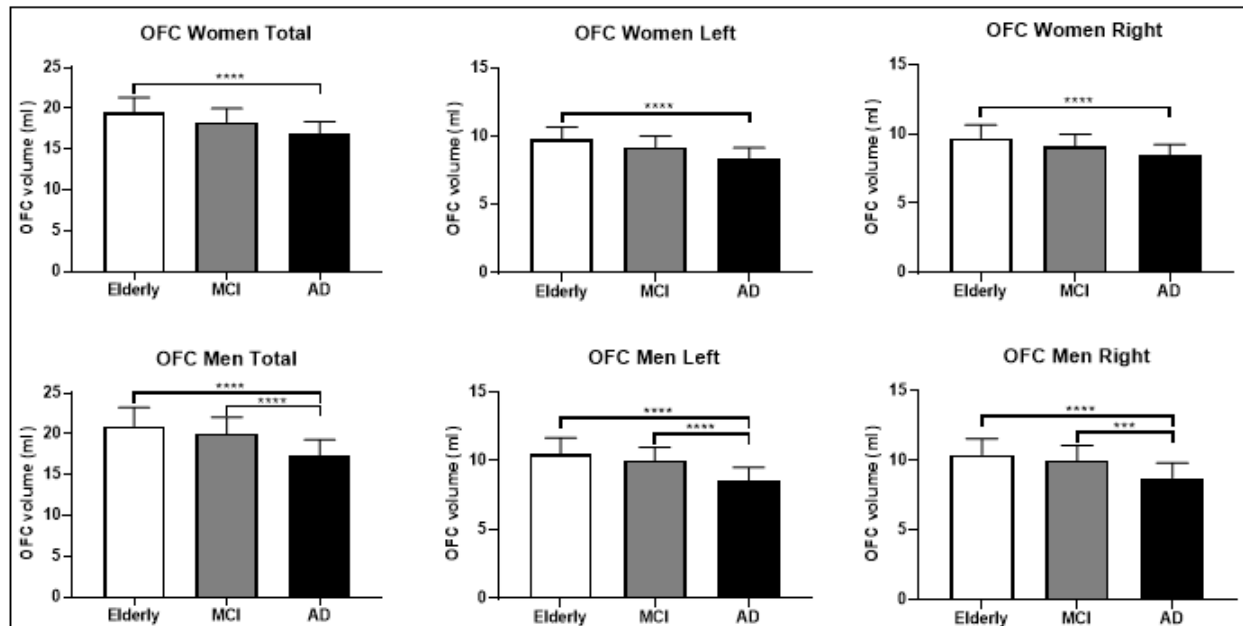 OFC Women Total
OFC volume (ml)
25
20
15
10
5
0
****
Elderly MCI AD
OFC Women Left
OFC volume (ml)
15
10
5
0
****
Elderly MCI AD
OFC Women Right
OFC volume (ml)
15
10
5
0
****
Elderly MCI AD
OFC Men Total
OFC volume (ml)
25
20
15
10
5
0
****
****
Elderly MCI AD
OFC Men Left
OFC volume (ml)
15
10
5
0
****
****
Elderly MCI AD
OFC Men Right
OFC volume (ml)
15
10
5
0
****
***
Elderly MCI AD